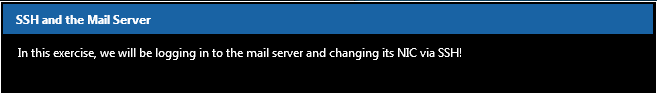 SSH and the Mail Server
In this exercise, we will be logging in to the mail server and changing its NIC via SSH!